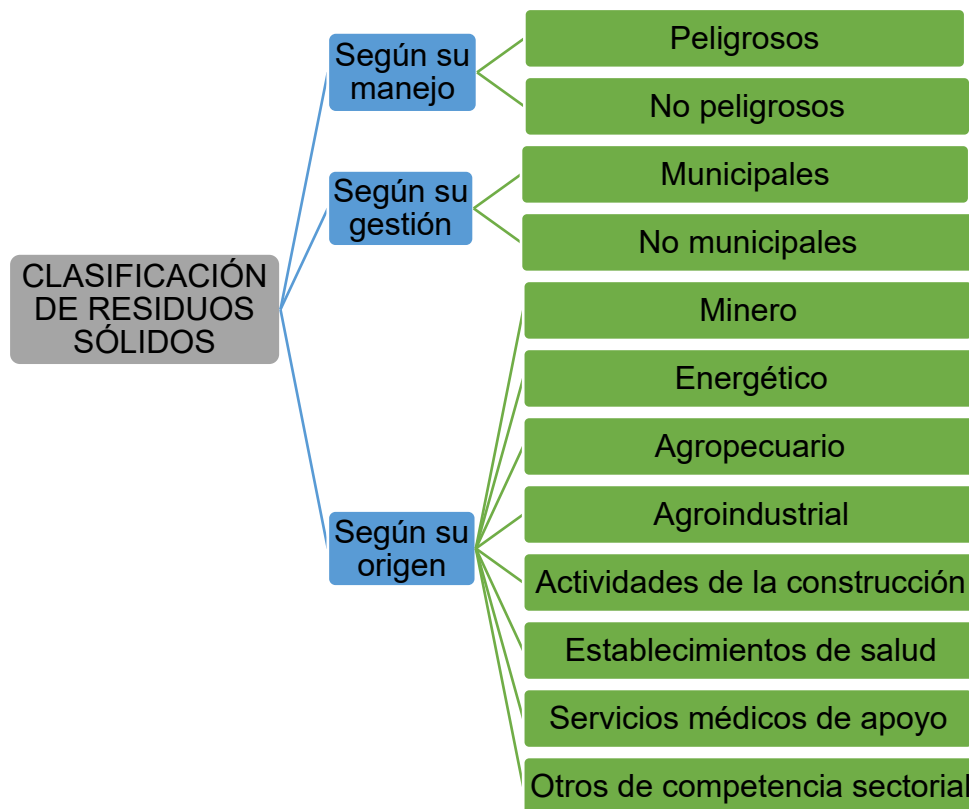 CLASIFICACIÓN
DE RESIDUOS
SÓLIDOS
Según su
manejo
Peligrosos
No peligrosos
Según su
gestión
Municipales
No municipales
Según su
origen
Minero
Energético
Agropecuario
Agroindustrial
Actividades de la construcción
Establecimientos de salud
Servicios médicos de apoyo
Otros de competencia sectorial